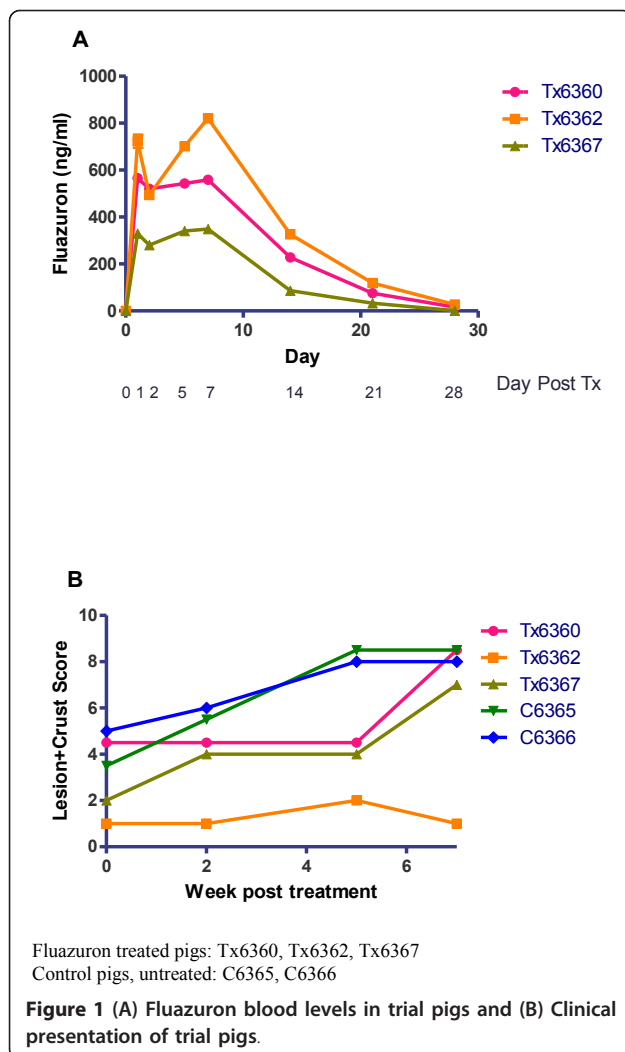 A
1000
800
600
400
200
0
Fluazuron (ng/ml)
0 10 20 30
Day
Tx6360
Tx6362
Tx6367
0 1 2 5 7 14 21 28 Day Post Tx
B
10
8
6
4
2
0
Lesion+Crust Score
0 2 4 6
Week post treatment
Tx6360
Tx6362
Tx6367
C6365
C6366
Fluazuron treated pigs: Tx6360, Tx6362, Tx6367
Control pigs, untreated: C6365, C6366
Figure 1 (A) Fluazuron blood levels in trial pigs and (B) Clinical
presentation of trial pigs.